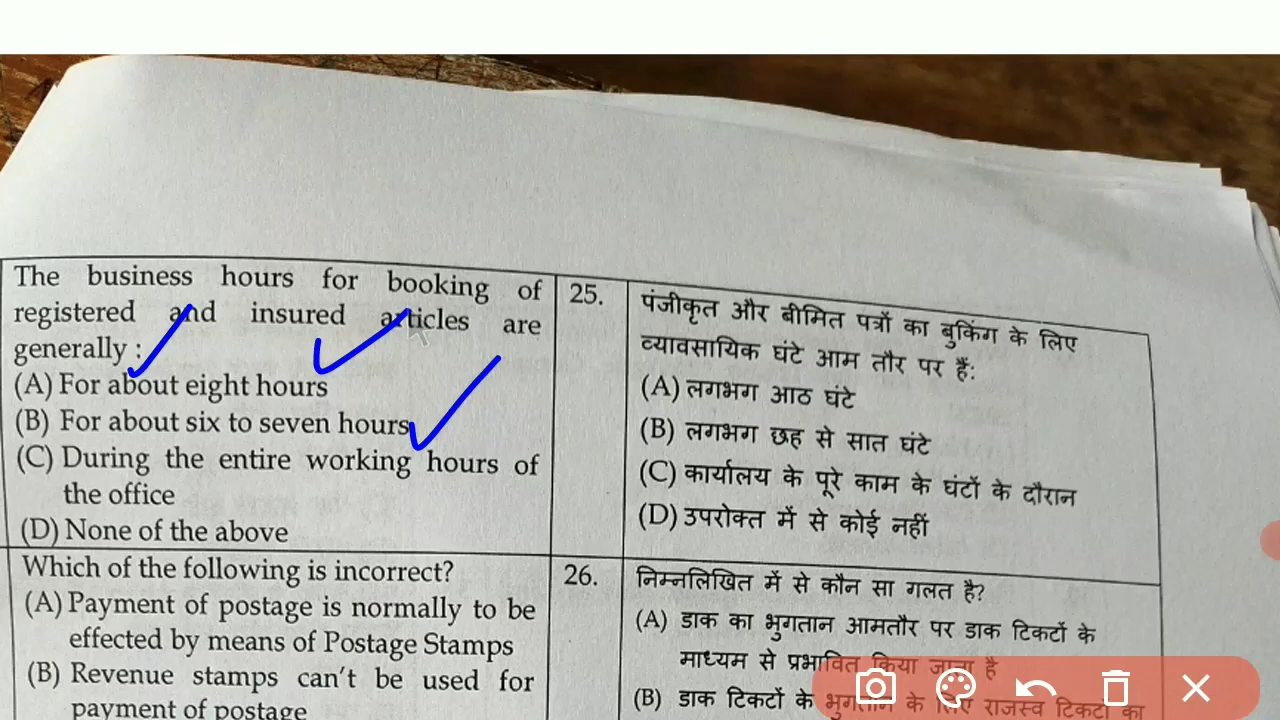 The business hours for booking of
registered and insured articles are
generally :
(A) For about eight hours
(B) For about six to seven hours
(C) During the entire working hours of
the office
(D) None of the above
25.
पंजीकृत और बीमित पत्रों का बुकिंग के लिए
व्यावसायिक घंटे आम तौर पर हैं:
(A) लगभग आठ घंटे
(B) लगभग छह से सात घंटे
(C) कार्यालय के पूरे काम के घंटों के दौरान
(D) उपरोक्त में से कोई नहीं
Which of the following is incorrect?
(A) Payment of postage is normally to be
effected by means of Postage Stamps
(B) Revenue stamps can't be used for
payment of postage
26.
निम्नलिखित में से कौन सा गलत है?
(A) डाक का भुगतान आमतौर पर डाक टिकटों के
माध्यम से प्रभावित किया जाता है
(B) डाक टिकटों के भुगतान के लिए राजस्व टिकटों का